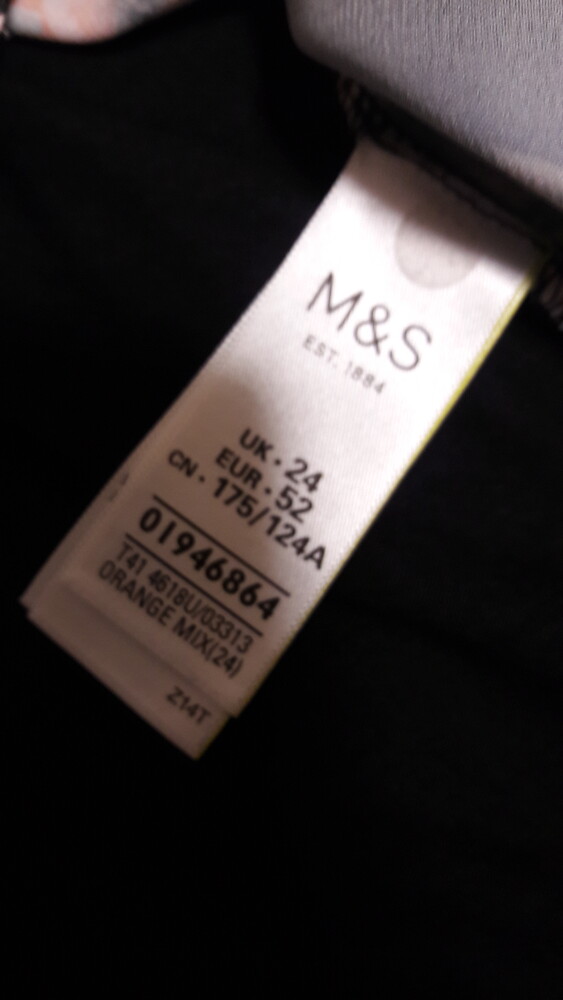 M&S
EST. 1884
UK · 24
EUR · 52
CN · 175/124A
01946864
T41 4618U/03313
ORANGE MIX(24)
Z14T